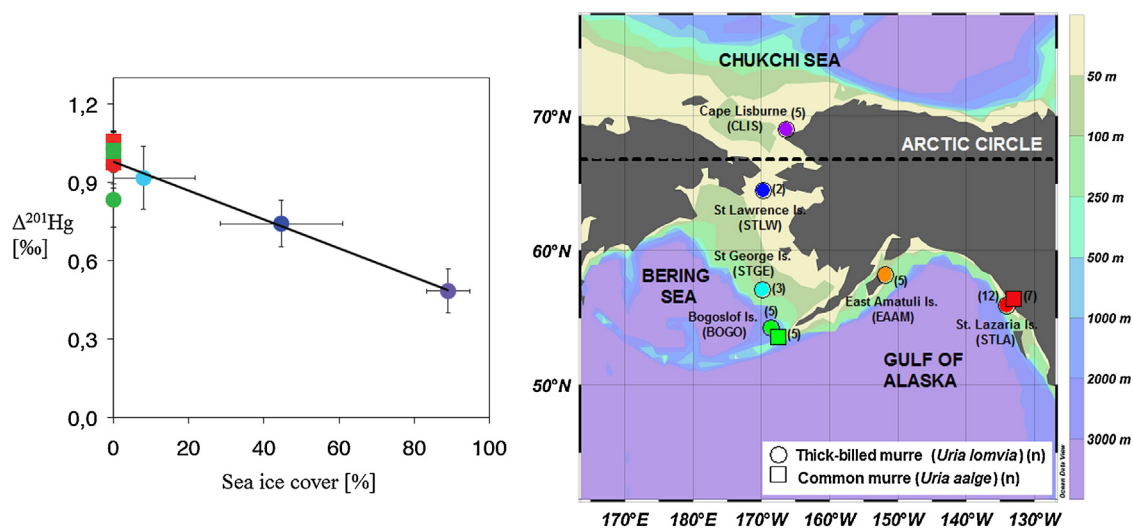 1,2
0,9
Δ²⁰¹Hg
[‰]
0,6
0,3
0,0
0
20
40
60
80
100
Sea ice cover [%]
CHUKCHI SEA
70°N
Cape Lisburne (5)
(CLIS)
ARCTIC CIRCLE
(2)
St Lawrence Is.
(STLW)
60°N
St George Is.
(STGE)
BERING
SEA
(3)
(5)
Bogoslof Is.
(BOGO)
(5)
(5)
East Amatuli Is.
(EAAM)
(12)
(7)
St. Lazaria Is.
(STLA)
GULF OF
ALASKA
50°N
Thick-billed murre (Uria lomvia) (n)
Common murre (Uria aalge) (n)
170°E
180°E
170°W
160°W
150°W
140°W
130°W
Ocean Data View
50 m
100 m
250 m
500 m
1000 m
2000 m
3000 m